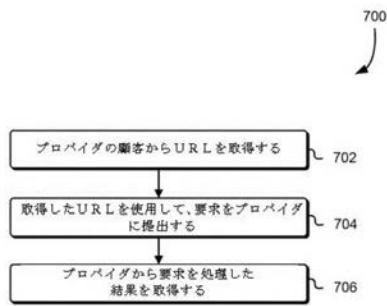 700
プロバイダの顧客からURLを取得する
702
取得したURLを使用して、要求をプロバイダ
に提出する
704
プロバイダから要求を処理した
結果を取得する
706